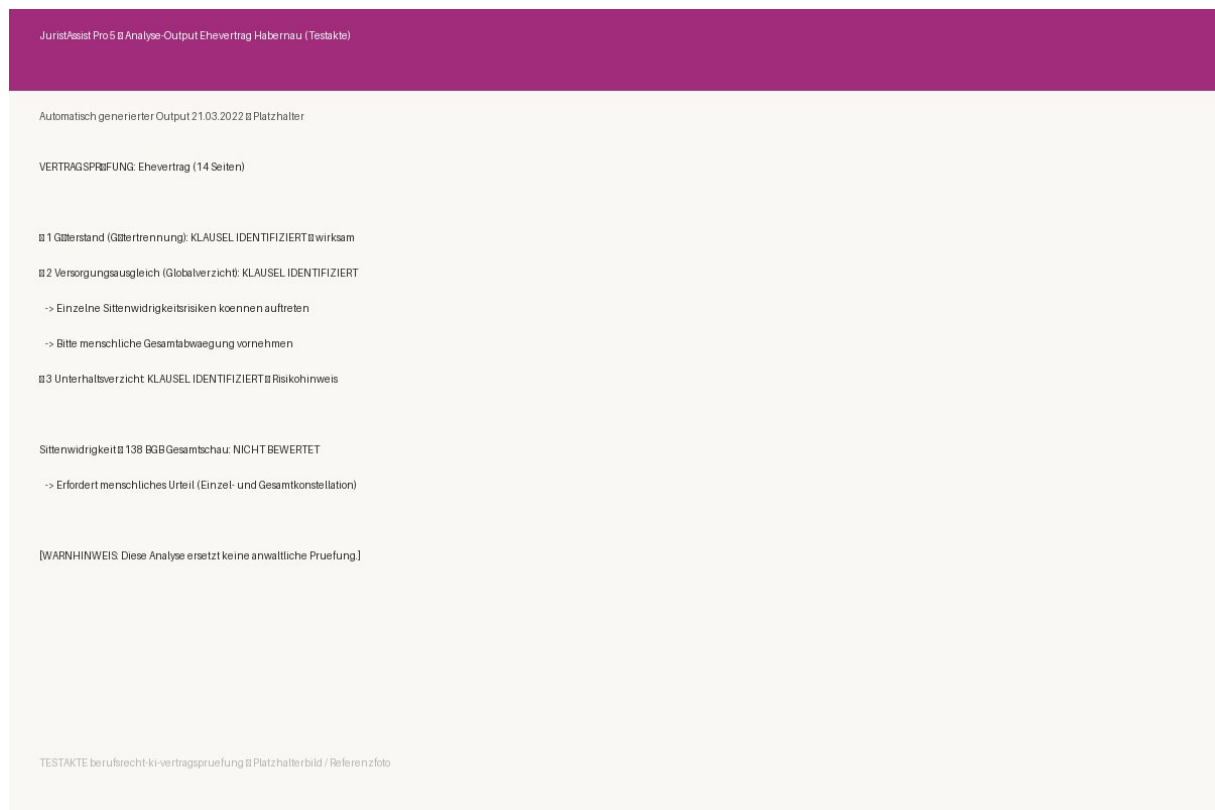 JuristAssist Pro 5 ▯ Analyse-Output Ehevertrag Habernau (Testakte)
Automatisch generierter Output 21.03.2022 ▯ Platzhalter
VERTRAGSPR▯FUNG: Ehevertrag (14 Seiten)
▯ 1 G▯terstand (G▯tertrennung): KLAUSEL IDENTIFIZIERT ▯ wirksam
▯ 2 Versorgungsausgleich (Globalverzicht): KLAUSEL IDENTIFIZIERT
-> Einzelne Sittenwidrigkeitsrisiken koennen auftreten
-> Bitte menschliche Gesamtabwaegung vornehmen
▯ 3 Unterhaltsverzicht: KLAUSEL IDENTIFIZIERT ▯ Risikohinweis
Sittenwidrigkeit ▯ 138 BGB Gesamtschau: NICHT BEWERTET
-> Erfordert menschliches Urteil (Einzel- und Gesamtkonstellation)
[WARNHINWEIS: Diese Analyse ersetzt keine anwaltliche Pruefung.]
TESTAKTE berufsrecht-ki-vertragspruefung ▯ Platzhalterbild / Referenzfoto